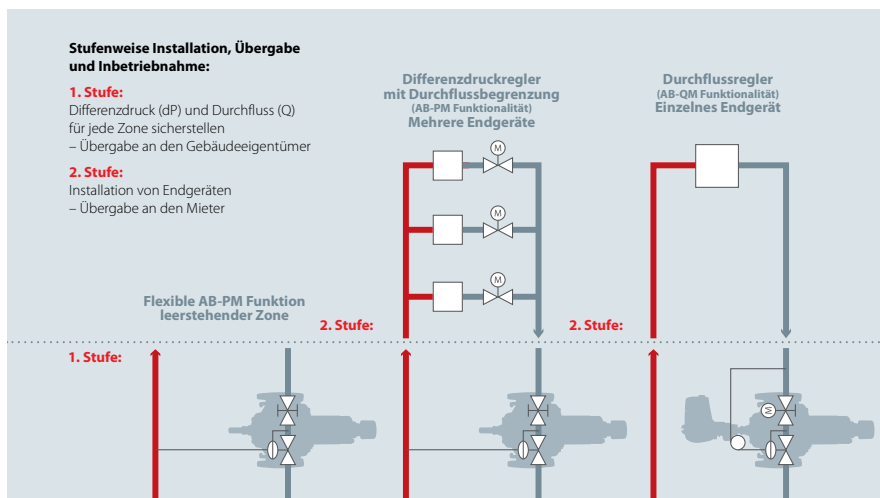 Stufenweise Installation, Übergabe
und Inbetriebnahme:
1. Stufe:
Differenzdruck (dP) und Durchfluss (Q)
für jede Zone sicherstellen
– Übergabe an den Gebäudeeigentümer
2. Stufe:
Installation von Endgeräten
– Übergabe an den Mieter
Differenzdruckregler
mit Durchflussbegrenzung
(AB-PM Funktionalität)
Mehrere Endgeräte
Durchflussregler
(AB-QM Funktionalität)
Einzelnes Endgerät
M
M
M
Flexible AB-PM Funktion
leerstehender Zone
2. Stufe:
2. Stufe:
1. Stufe:
M